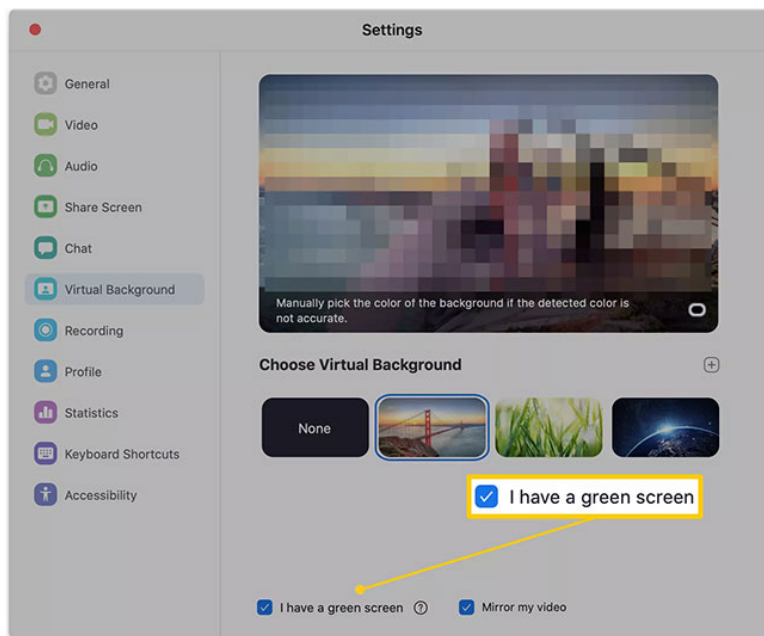 Settings
General
Video
Audio
Share Screen
Chat
Virtual Background
Recording
Profile
Statistics
Keyboard Shortcuts
Accessibility
Manually pick the color of the background if the detected color is
not accurate.
Choose Virtual Background
None
I have a green screen
I have a green screen ? Mirror my video